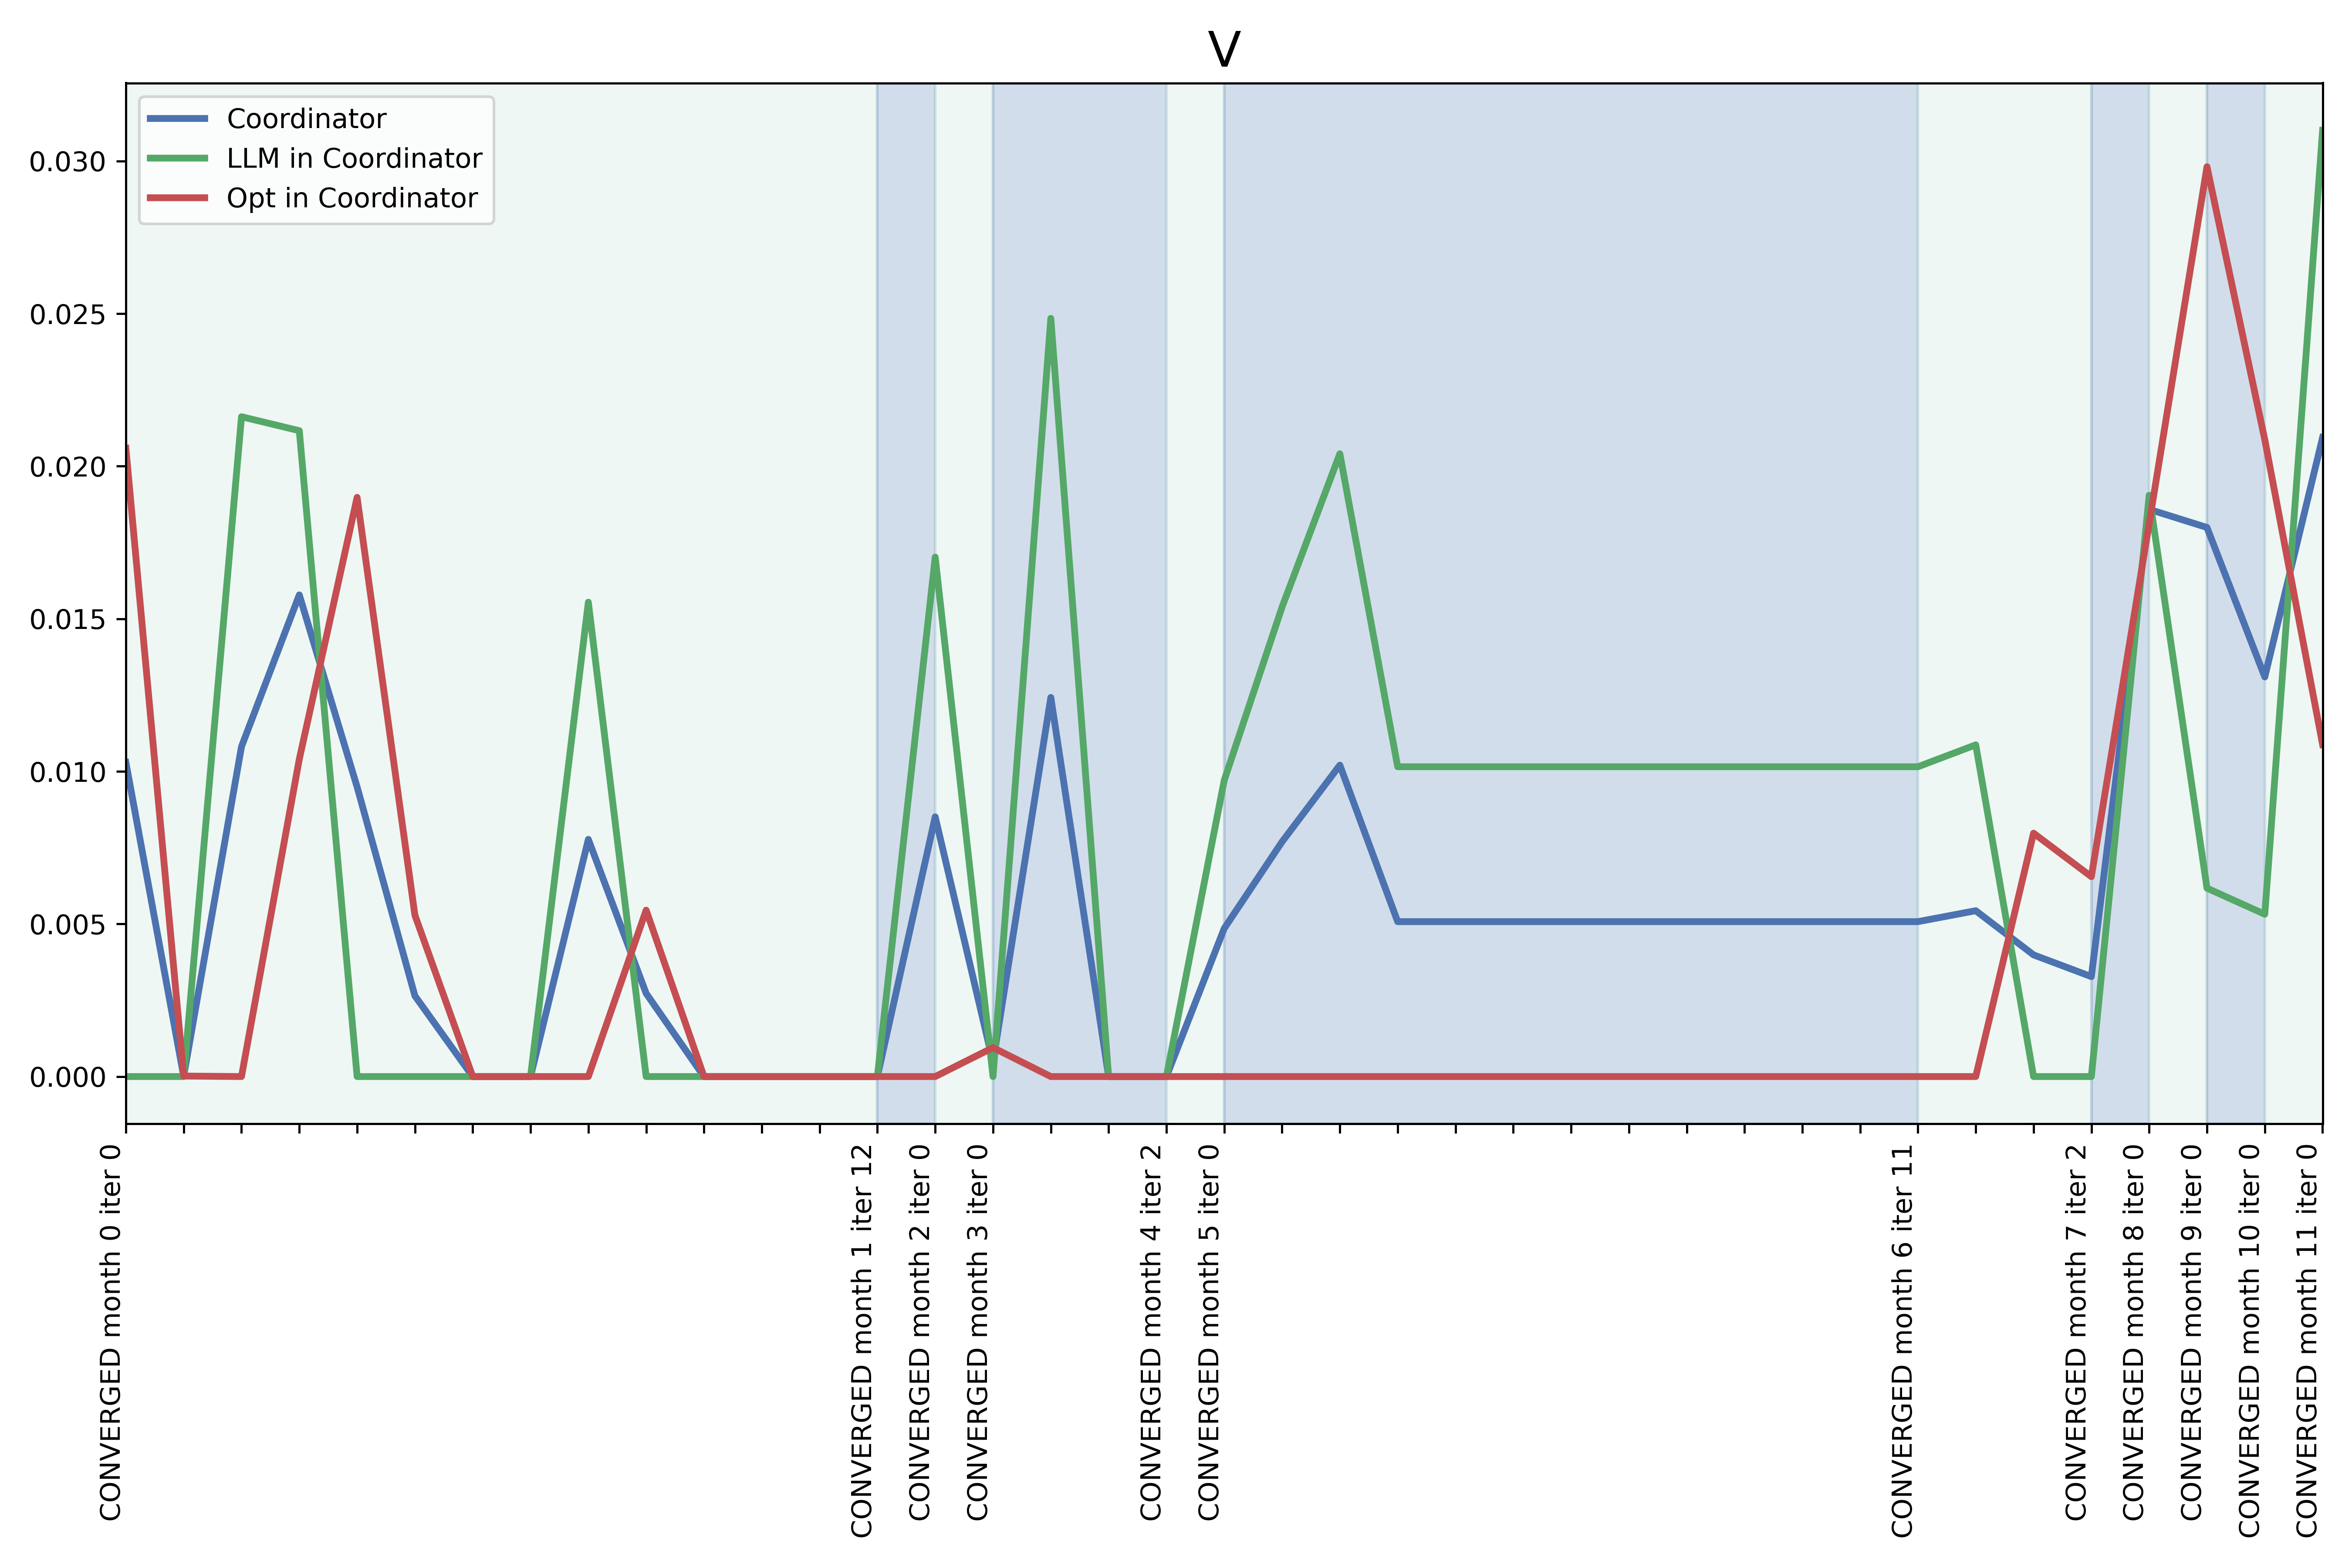 V
Coordinator
LLM in Coordinator
Opt in Coordinator
0.030
0.025
0.020
0.015
0.010
0.005
0.000
CONVERGED month 0 iter 0
CONVERGED month 1 iter 12
CONVERGED month 2 iter 0
CONVERGED month 3 iter 0
CONVERGED month 4 iter 2
CONVERGED month 5 iter 0
CONVERGED month 6 iter 11
CONVERGED month 7 iter 2
CONVERGED month 8 iter 0
CONVERGED month 9 iter 0
CONVERGED month 10 iter 0
CONVERGED month 11 iter 0